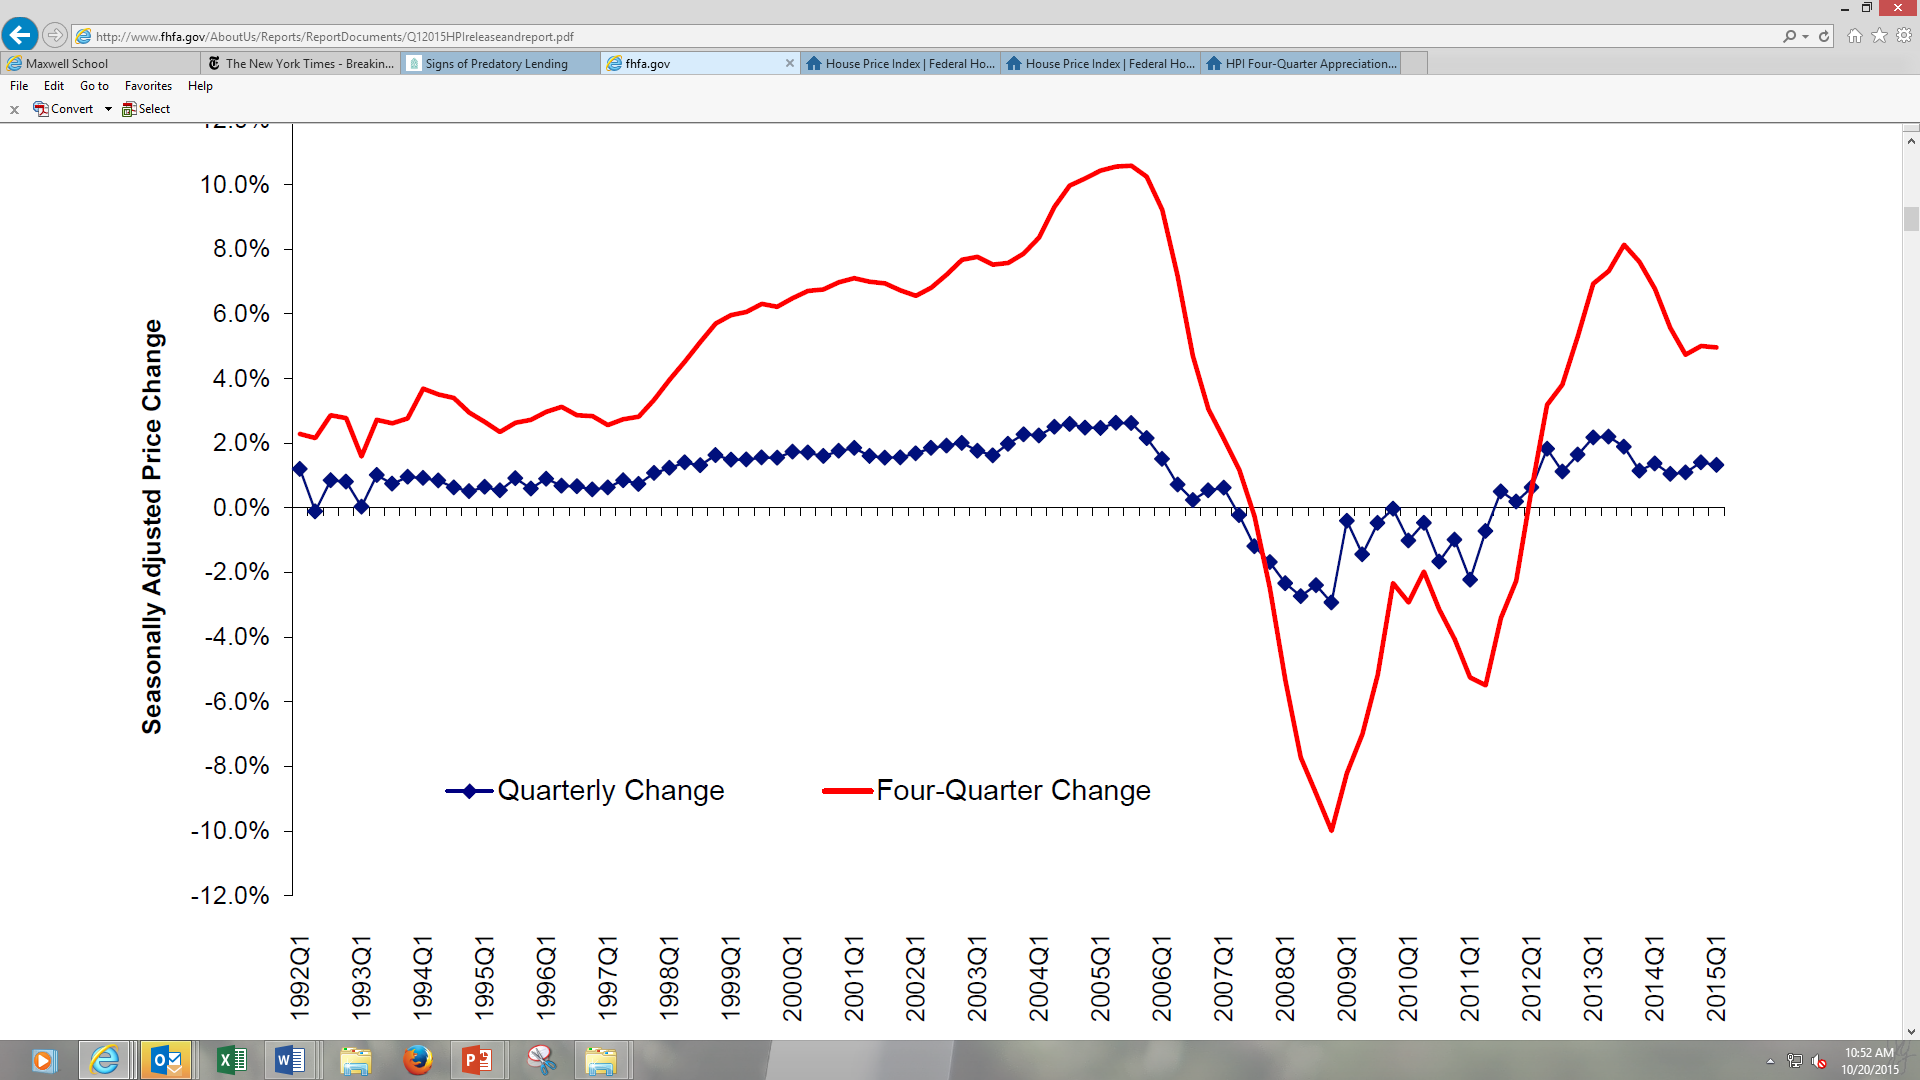 http://www.fhfa.gov/AboutUs/Reports/ReportDocuments/Q12015HPIreleaseandreport.pdf
Maxwell School
The New York Times - Breakin...
Signs of Predatory Lending
fhfa.gov
House Price Index | Federal Ho...
House Price Index | Federal Ho...
HPI Four-Quarter Appreciation...
File Edit Go to Favorites Help
x Convert Select
12.0%
10.0%
8.0%
6.0%
4.0%
2.0%
0.0%
-2.0%
-4.0%
-6.0%
-8.0%
-10.0%
-12.0%
Seasonally Adjusted Price Change
Quarterly Change
Four-Quarter Change
1992Q1
1993Q1
1994Q1
1995Q1
1996Q1
1997Q1
1998Q1
1999Q1
2000Q1
2001Q1
2002Q1
2003Q1
2004Q1
2005Q1
2006Q1
2007Q1
2008Q1
2009Q1
2010Q1
2011Q1
2012Q1
2013Q1
2014Q1
2015Q1
10:52 AM
10/20/2015